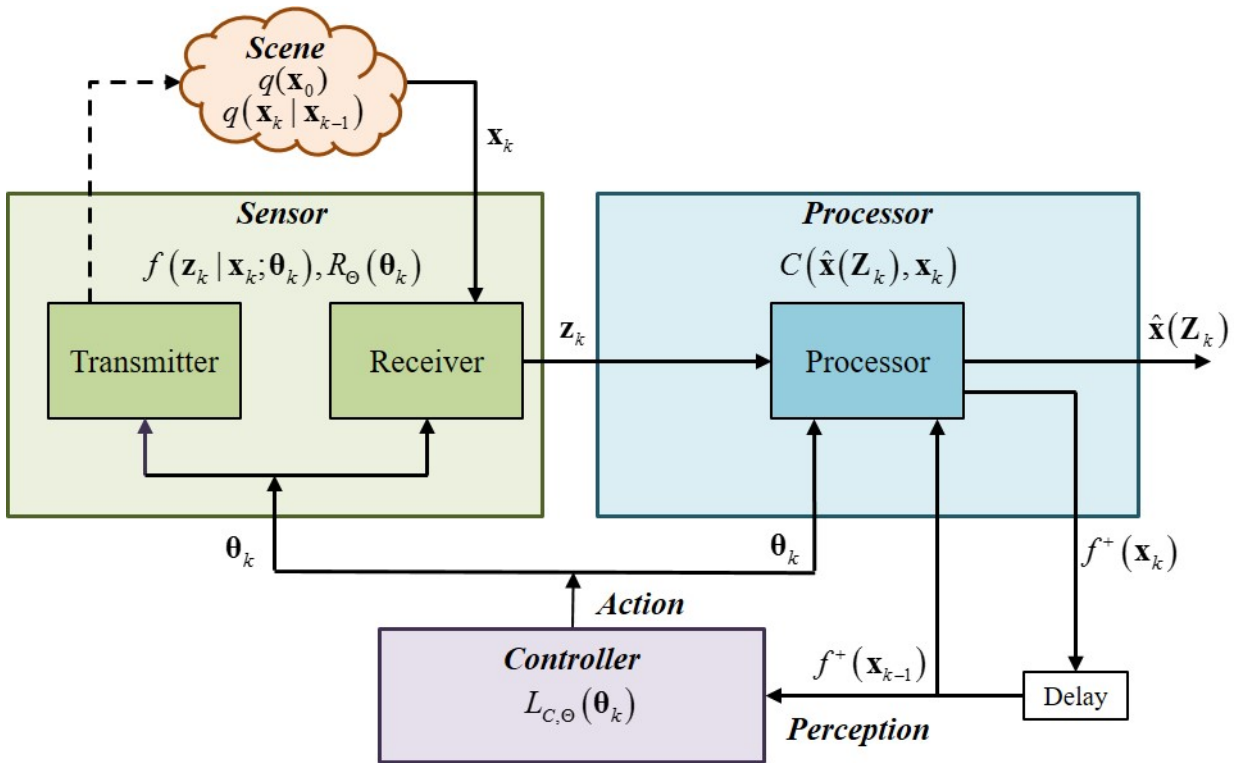 Scene
q(𝐱₀)
q(𝐱ₖ | 𝐱ₖ₋₁)
𝐱ₖ
Sensor
f(𝐳ₖ | 𝐱ₖ; 𝛉ₖ), R_Θ(𝛉ₖ)
Transmitter
Receiver
𝐳ₖ
Processor
C(𝐱̂(𝐙ₖ), 𝐱ₖ)
Processor
𝐱̂(𝐙ₖ)
𝛉ₖ
𝛉ₖ
f⁺(𝐱ₖ)
Action
Controller
L_{C,Θ}(𝛉ₖ)
f⁺(𝐱ₖ₋₁)
Perception
Delay